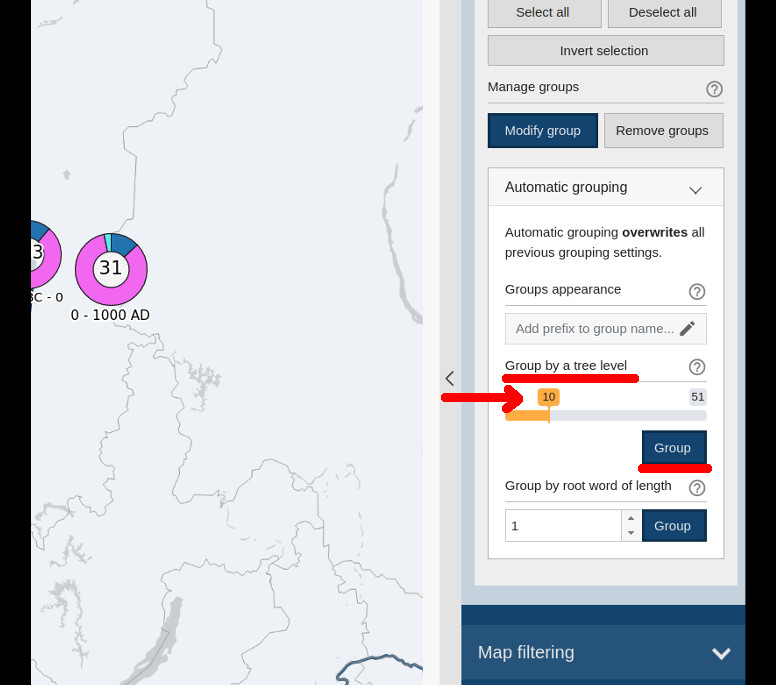 Select all
Deselect all
Invert selection
Manage groups
?
Modify group
Remove groups
Automatic grouping
Automatic grouping overwrites all
previous grouping settings.
Groups appearance
?
Add prefix to group name...
Group by a tree level
?
10
51
Group
Group by root word of length
?
1
Group
Map filtering
3
31
BC - 0
0 - 1000 AD